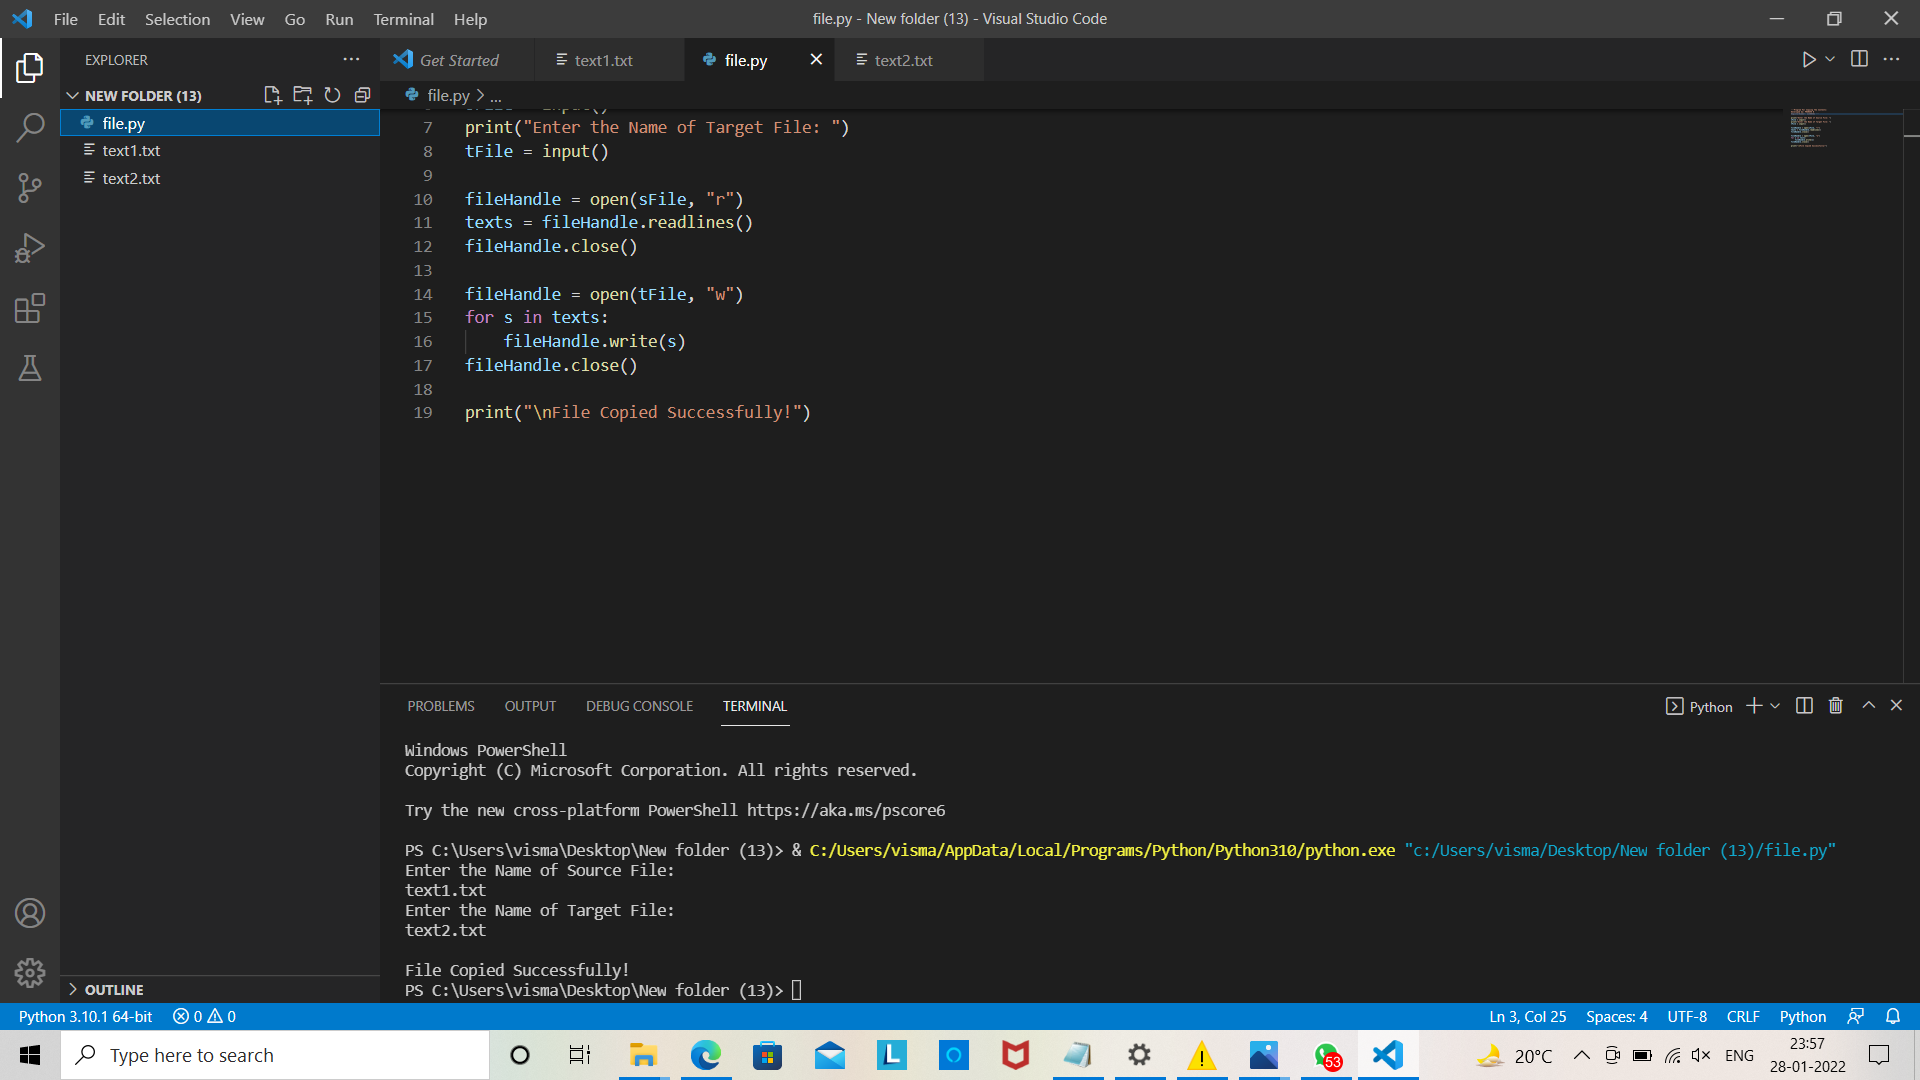 File Edit Selection View Go Run Terminal Help
file.py - New folder (13) - Visual Studio Code
EXPLORER
NEW FOLDER (13)
file.py
text1.txt
text2.txt
OUTLINE
Get Started text1.txt file.py text2.txt
file.py > ...
7 print("Enter the Name of Target File: ")
8 tFile = input()
9
10 fileHandle = open(sFile, "r")
11 texts = fileHandle.readlines()
12 fileHandle.close()
13
14 fileHandle = open(tFile, "w")
15 for s in texts:
16 fileHandle.write(s)
17 fileHandle.close()
18
19 print("\nFile Copied Successfully!")
PROBLEMS OUTPUT DEBUG CONSOLE TERMINAL
Python
Windows PowerShell
Copyright (C) Microsoft Corporation. All rights reserved.
Try the new cross-platform PowerShell https://aka.ms/pscore6
PS C:\Users\visma\Desktop\New folder (13)> & C:/Users/visma/AppData/Local/Programs/Python/Python310/python.exe "c:/Users/visma/Desktop/New folder (13)/file.py"
Enter the Name of Source File:
text1.txt
Enter the Name of Target File:
text2.txt
File Copied Successfully!
PS C:\Users\visma\Desktop\New folder (13)>
Python 3.10.1 64-bit 0 0
Ln 3, Col 25 Spaces: 4 UTF-8 CRLF Python
Type here to search
L
53
20°C
ENG
23:57
28-01-2022